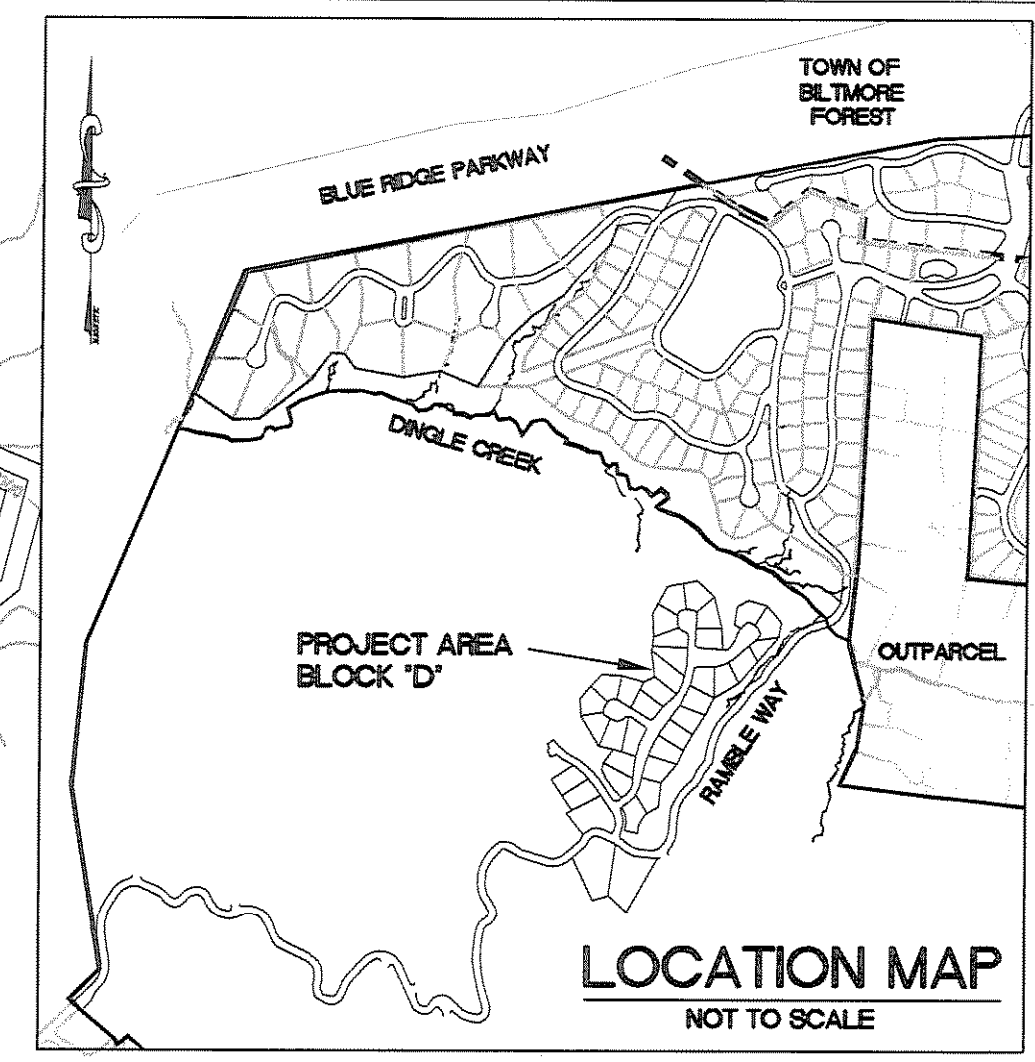 TOWN OF
BILTMORE
FOREST
BLUE RIDGE PARKWAY
DINGLE CREEK
PROJECT AREA
BLOCK "D"
OUTPARCEL
RAMBLE WAY
LOCATION MAP
NOT TO SCALE